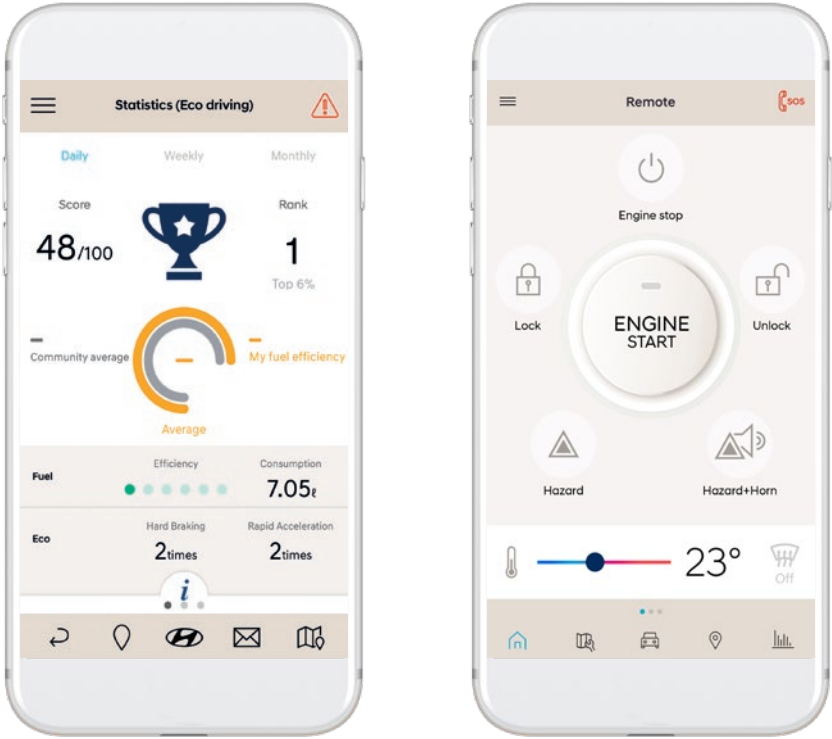 Statistics (Eco driving)
Daily
Weekly
Monthly
Score
Rank
48/100
1
Top 6%
Community average
My fuel efficiency
Average
Fuel
Efficiency
Consumption
7.05ℓ
Eco
Hard Braking
Rapid Acceleration
2times
2times
i
Remote
SOS
Engine stop
Lock
ENGINE
START
Unlock
Hazard
Hazard+Horn
23°
Off